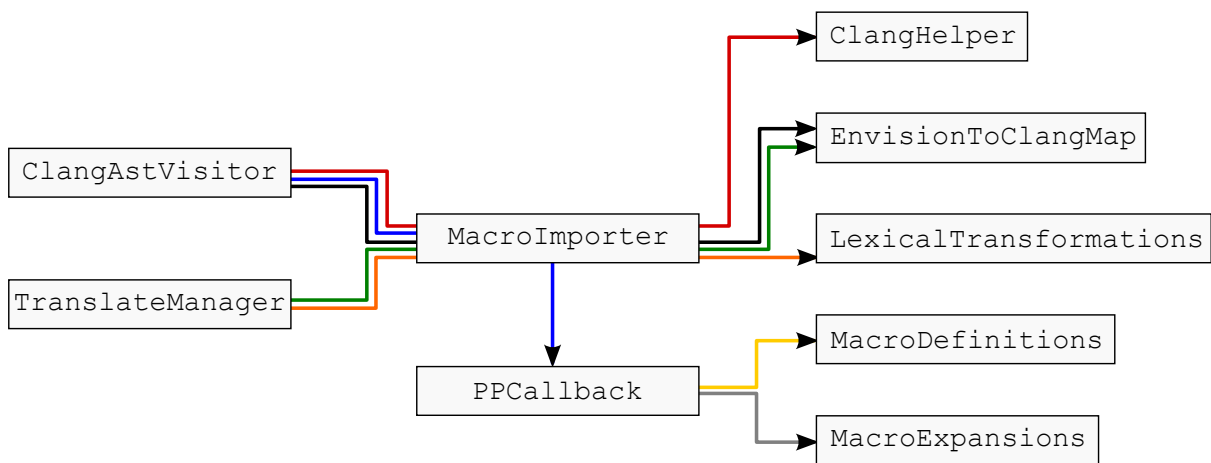 ClangHelper
EnvisionToClangMap
ClangAstVisitor
MacroImporter
LexicalTransformations
TranslateManager
MacroDefinitions
PPCallback
MacroExpansions